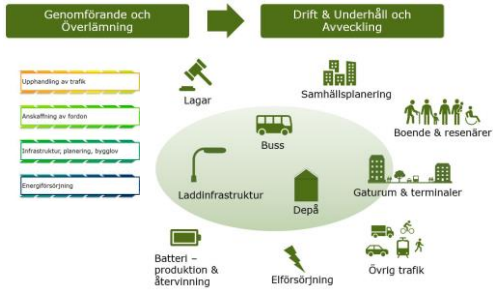 Genomförande och
Överlämning
Drift & Underhåll och
Avveckling
Upphandling av trafik
Anskaffning av fordon
Infrastruktur, planering, bygglov
Energiförsörjning
Lagar
Samhällsplanering
Boende & resenärer
Buss
Laddinfrastruktur
Depå
Gaturum & terminaler
Batteri –
produktion &
återvinning
Elförsörjning
Övrig trafik